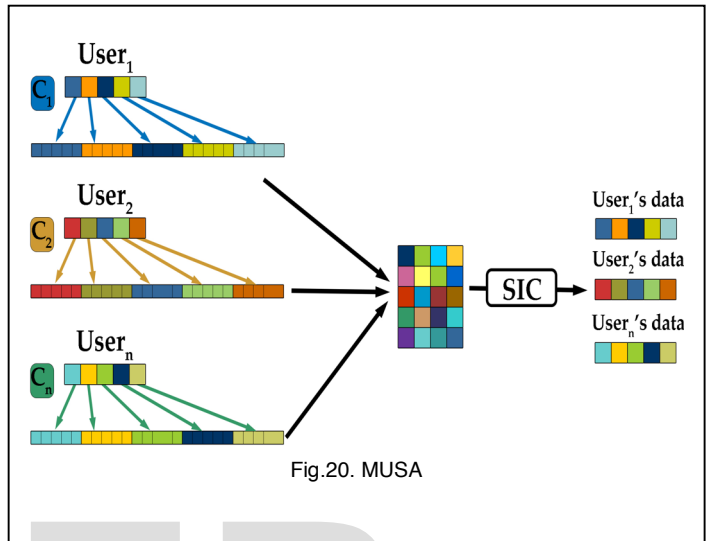 User₁
C₁
User₂
C₂
Userₙ
Cₙ
SIC
User₁'s data
User₂'s data
Userₙ's data
Fig.20. MUSA